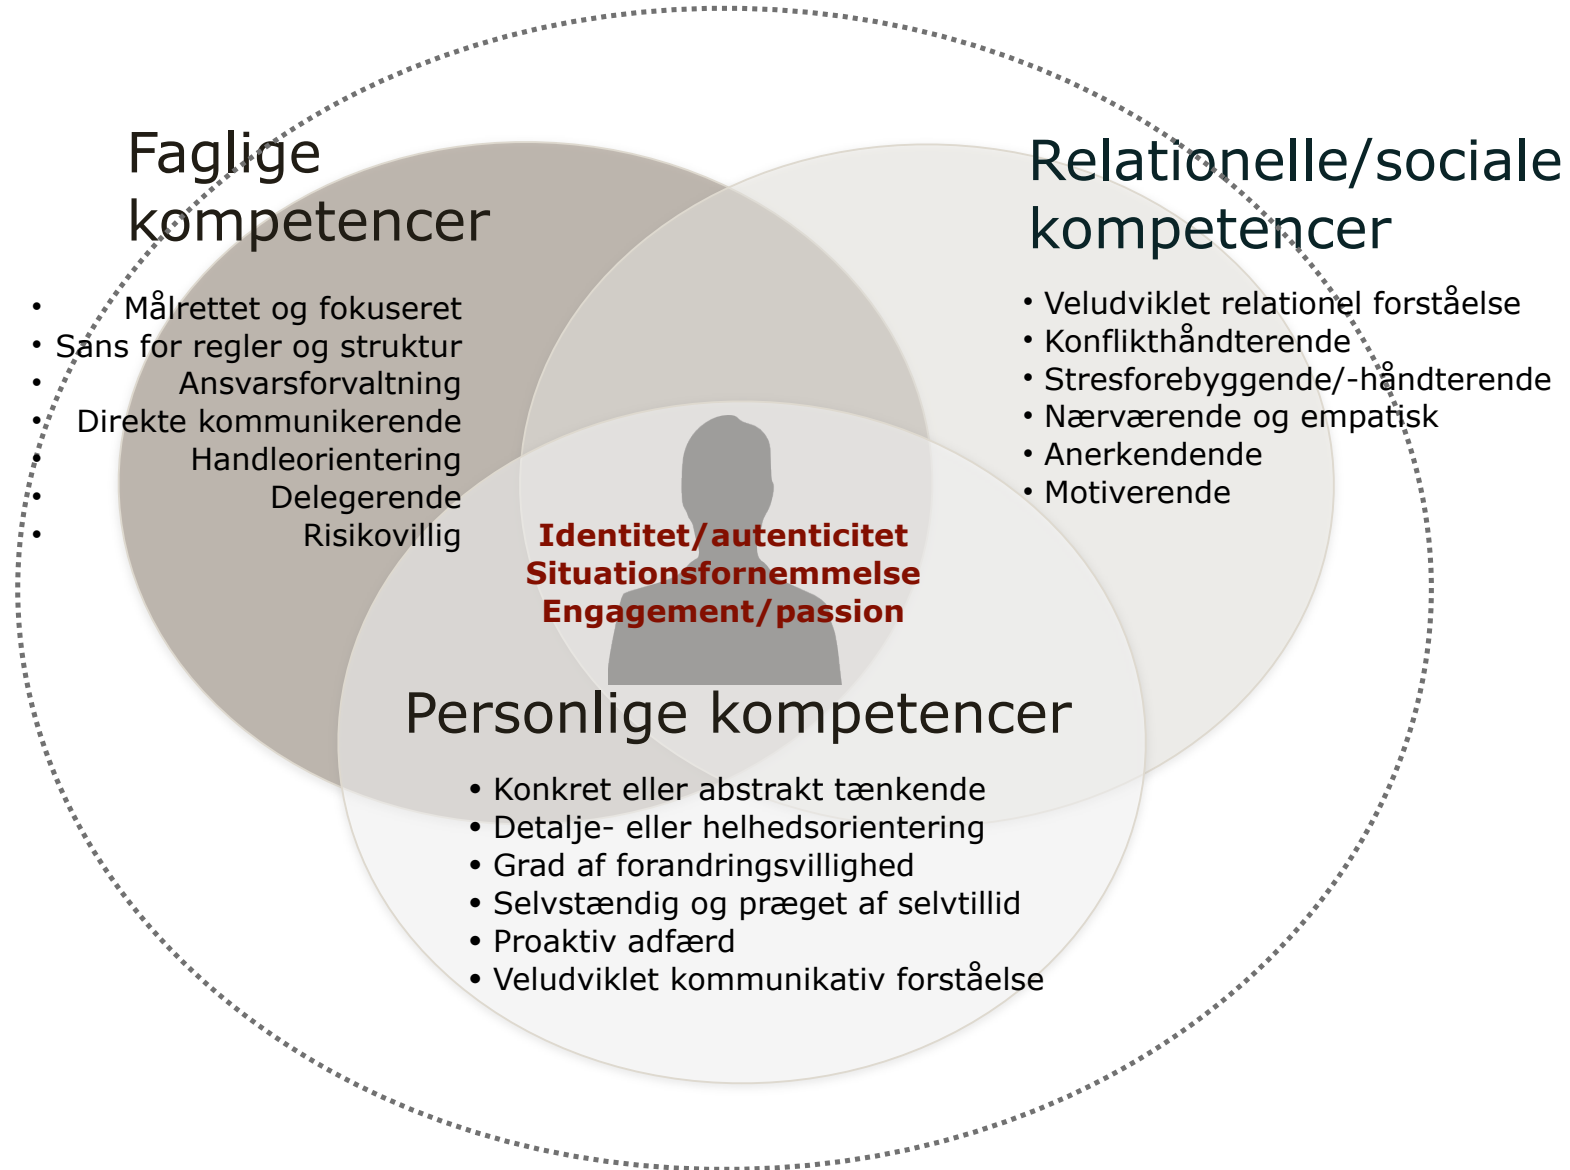 Faglige
kompetencer
• Målrettet og fokuseret
• Sans for regler og struktur
• Ansvarsforvaltning
• Direkte kommunikerende
• Handleorientering
• Delegerende
• Risikovillig
Relationelle/sociale
kompetencer
• Veludviklet relationel forståelse
• Konflikthåndterende
• Stresforebyggende/-håndterende
• Nærværende og empatisk
• Anerkendende
• Motiverende
Identitet/autenticitet
Situationsfornemmelse
Engagement/passion
Personlige kompetencer
• Konkret eller abstrakt tænkende
• Detalje- eller helhedsorientering
• Grad af forandringsvillighed
• Selvstændig og præget af selvtillid
• Proaktiv adfærd
• Veludviklet kommunikativ forståelse